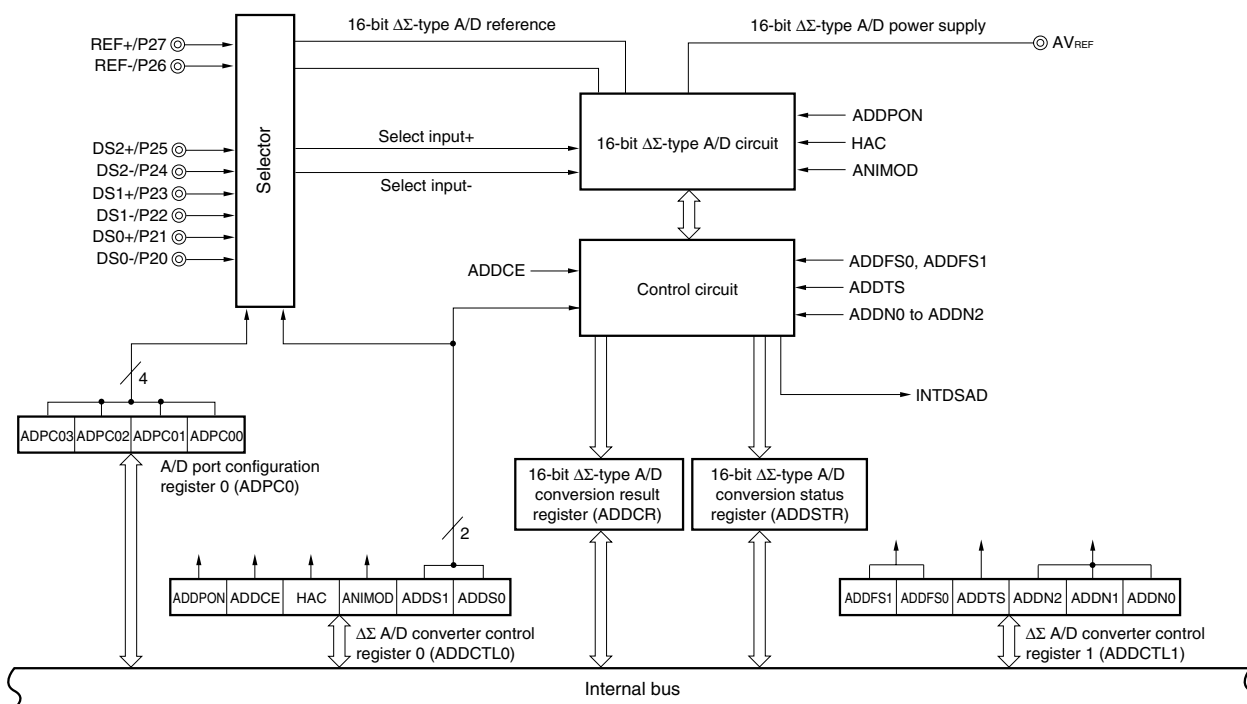 16-bit ΔΣ-type A/D reference
16-bit ΔΣ-type A/D power supply
REF+/P27
REF-/P26
AVREF
Selector
DS2+/P25
DS2-/P24
DS1+/P23
DS1-/P22
DS0+/P21
DS0-/P20
Select input+
Select input-
16-bit ΔΣ-type A/D circuit
ADDPON
HAC
ANIMOD
ADDCE
Control circuit
ADDFS0, ADDFS1
ADDTS
ADDN0 to ADDN2
4
INTDSAD
ADPC03 ADPC02 ADPC01 ADPC00
A/D port configuration
register 0 (ADPC0)
2
16-bit ΔΣ-type A/D
conversion result
register (ADDCR)
16-bit ΔΣ-type A/D
conversion status
register (ADDSTR)
ADDPON ADDCE HAC ANIMOD ADDS1 ADDS0
ΔΣ A/D converter control
register 0 (ADDCTL0)
ADDFS1 ADDFS0 ADDTS ADDN2 ADDN1 ADDN0
ΔΣ A/D converter control
register 1 (ADDCTL1)
Internal bus